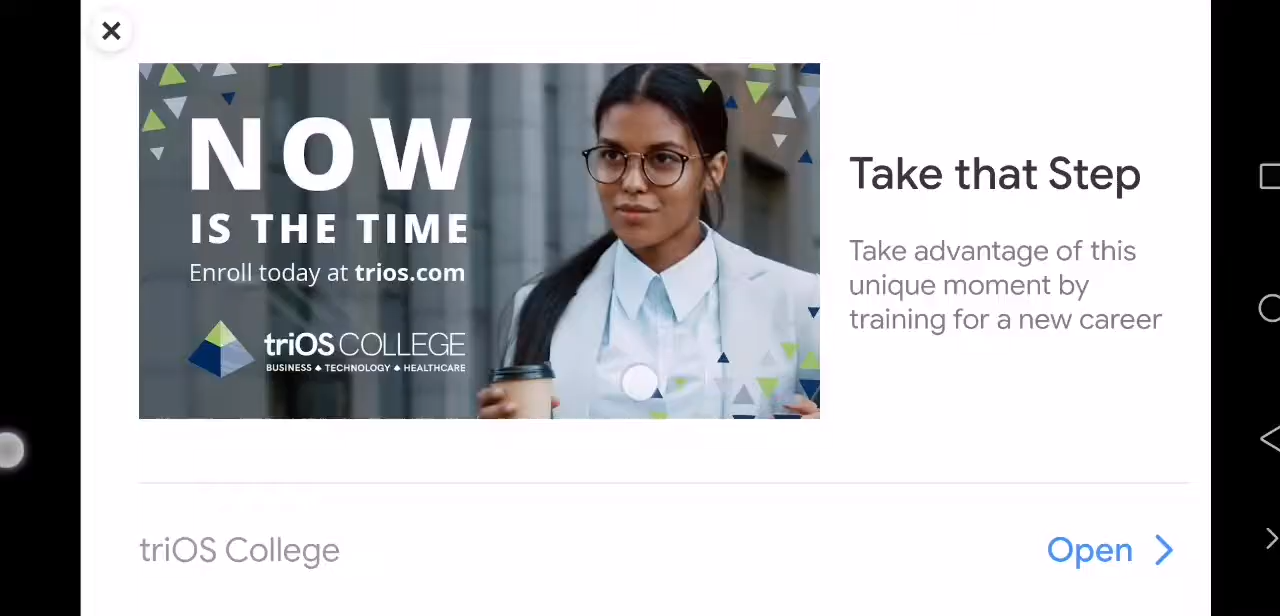 NOW
IS THE TIME
Enroll today at trios.com
triOS COLLEGE
BUSINESS ♠ TECHNOLOGY ♠ HEALTHCARE
Take that Step
Take advantage of this
unique moment by
training for a new career
triOS College
Open